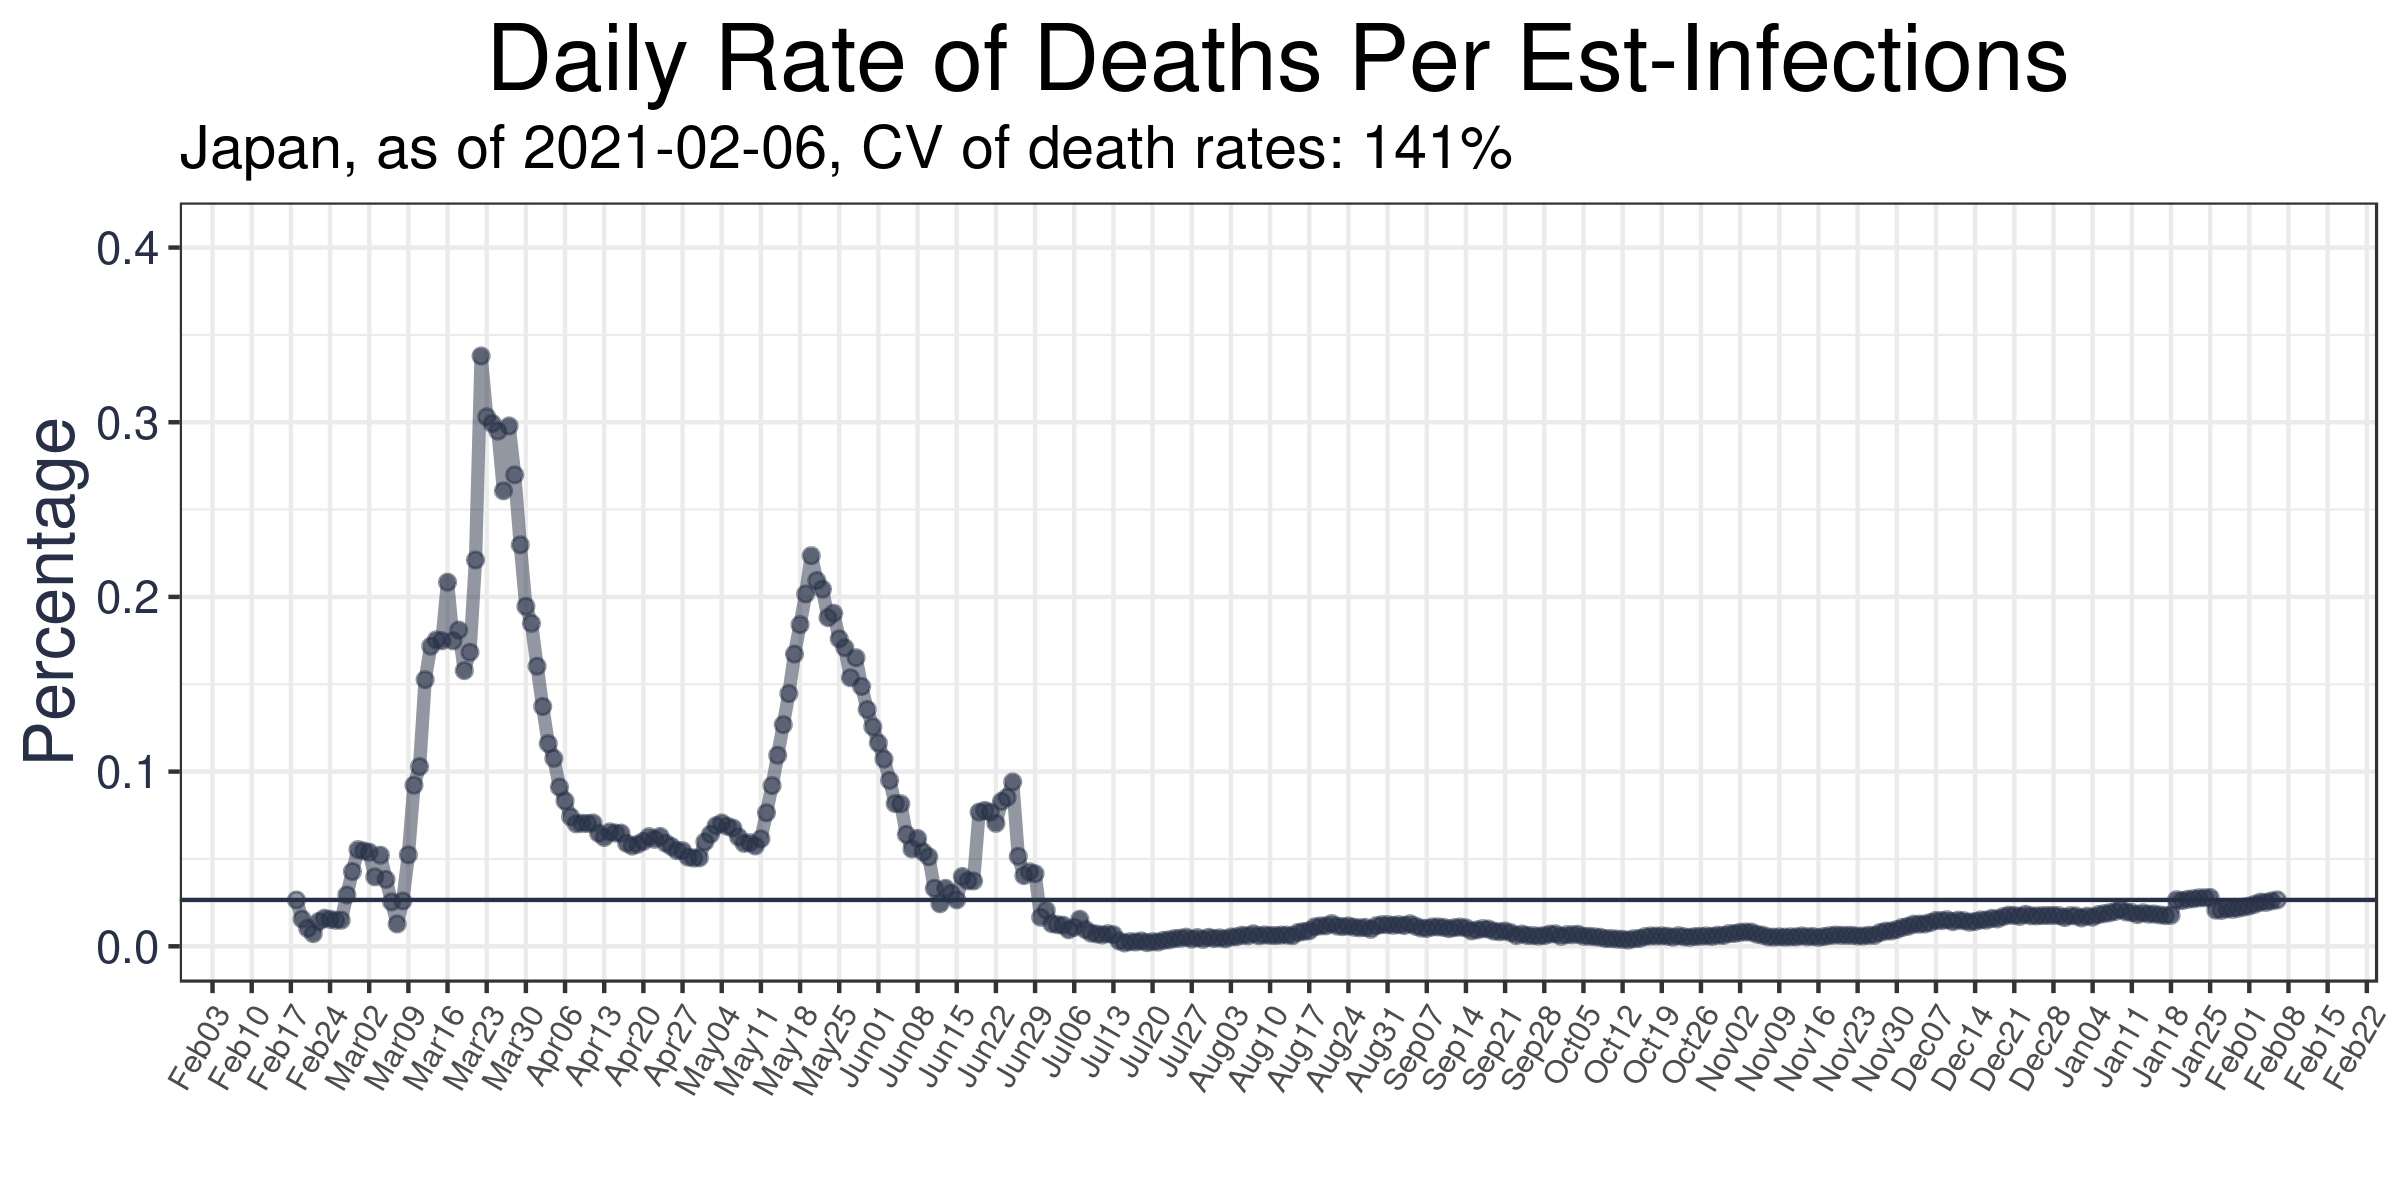 Daily Rate of Deaths Per Est-Infections
Japan, as of 2021-02-06, CV of death rates: 141%
Percentage
0.4
0.3
0.2
0.1
0.0
Feb03
Feb10
Feb17
Feb24
Mar02
Mar09
Mar16
Mar23
Mar30
Apr06
Apr13
Apr20
Apr27
May04
May11
May18
May25
Jun01
Jun08
Jun15
Jun22
Jun29
Jul06
Jul13
Jul20
Jul27
Aug03
Aug10
Aug17
Aug24
Aug31
Sep07
Sep14
Sep21
Sep28
Oct05
Oct12
Oct19
Oct26
Nov02
Nov09
Nov16
Nov23
Nov30
Dec07
Dec14
Dec21
Dec28
Jan04
Jan11
Jan18
Jan25
Feb01
Feb08
Feb15
Feb22